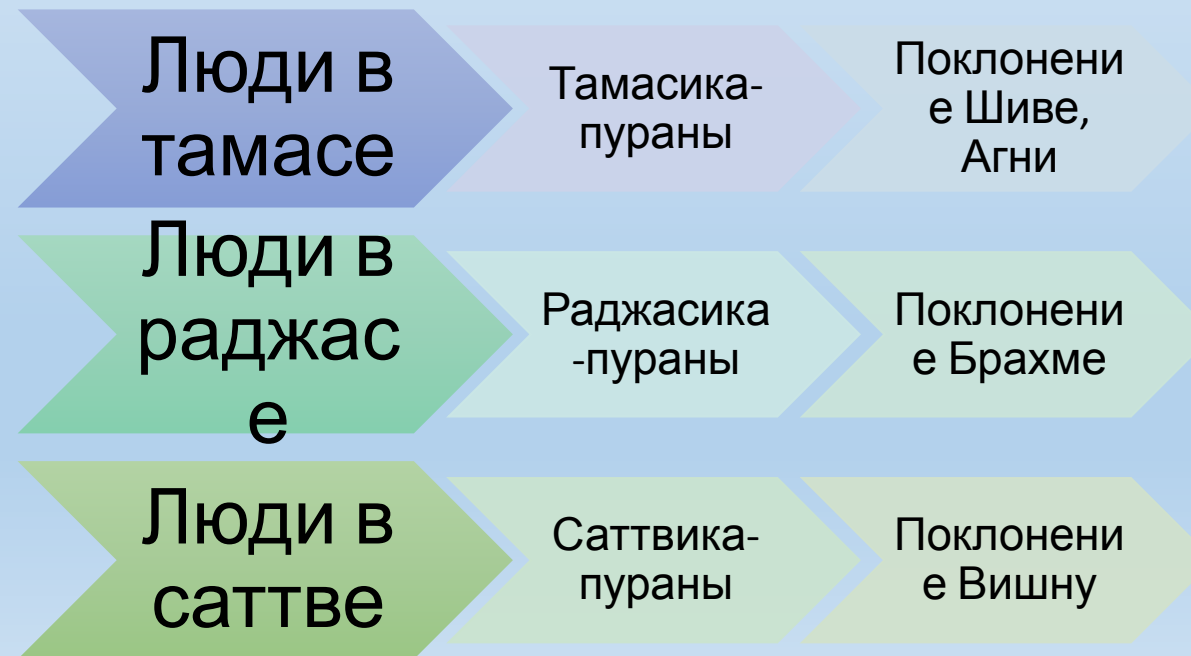 Люди в
тамасе
Тамасика-
пураны
Поклонени
е Шиве,
Агни
Люди в
раджас
е
Раджасика
-пураны
Поклонени
е Брахме
Люди в
саттве
Саттвика-
пураны
Поклонени
е Вишну